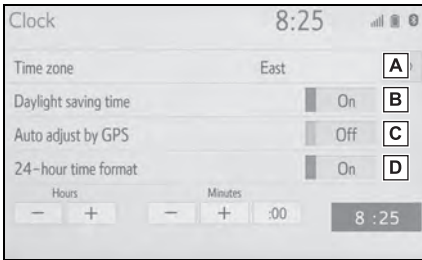 Clock 8:25
Time zone East A
Daylight saving time On B
Auto adjust by GPS Off C
24-hour time format On D
Hours Minutes
− + − + :00 8 :25